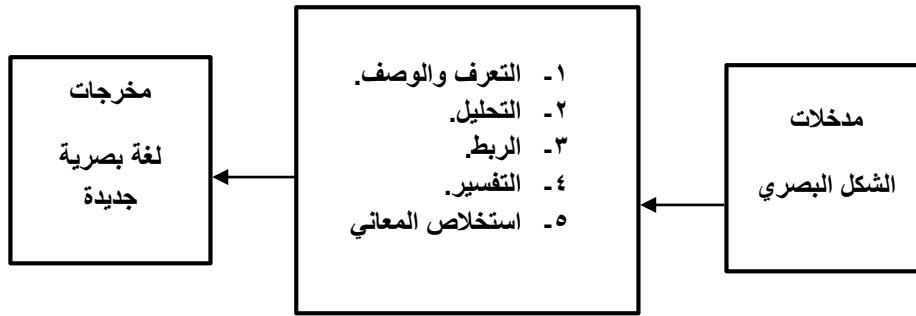 مدخلات
الشكل البصري
١- التعرف والوصف.
٢- التحليل.
٣- الربط.
٤- التفسير.
٥- استخلاص المعاني
مخرجات
لغة بصرية
جديدة